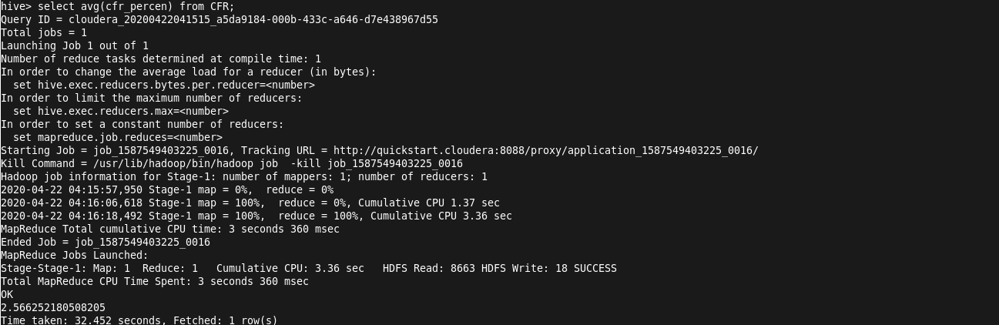 hive> select avg(cfr_percen) from CFR;
Query ID = cloudera_20200422041515_a5da9184-000b-433c-a646-d7e438967d55
Total jobs = 1
Launching Job 1 out of 1
Number of reduce tasks determined at compile time: 1
In order to change the average load for a reducer (in bytes):
  set hive.exec.reducers.bytes.per.reducer=<number>
In order to limit the maximum number of reducers:
  set hive.exec.reducers.max=<number>
In order to set a constant number of reducers:
  set mapreduce.job.reduces=<number>
Starting Job = job_1587549403225_0016, Tracking URL = http://quickstart.cloudera:8088/proxy/application_1587549403225_0016/
Kill Command = /usr/lib/hadoop/bin/hadoop job  -kill job_1587549403225_0016
Hadoop job information for Stage-1: number of mappers: 1; number of reducers: 1
2020-04-22 04:15:57,950 Stage-1 map = 0%,  reduce = 0%
2020-04-22 04:16:06,618 Stage-1 map = 100%,  reduce = 0%, Cumulative CPU 1.37 sec
2020-04-22 04:16:18,492 Stage-1 map = 100%,  reduce = 100%, Cumulative CPU 3.36 sec
MapReduce Total cumulative CPU time: 3 seconds 360 msec
Ended Job = job_1587549403225_0016
MapReduce Jobs Launched:
Stage-Stage-1: Map: 1  Reduce: 1   Cumulative CPU: 3.36 sec   HDFS Read: 8663 HDFS Write: 18 SUCCESS
Total MapReduce CPU Time Spent: 3 seconds 360 msec
OK
2.566252180508205
Time taken: 32.452 seconds, Fetched: 1 row(s)